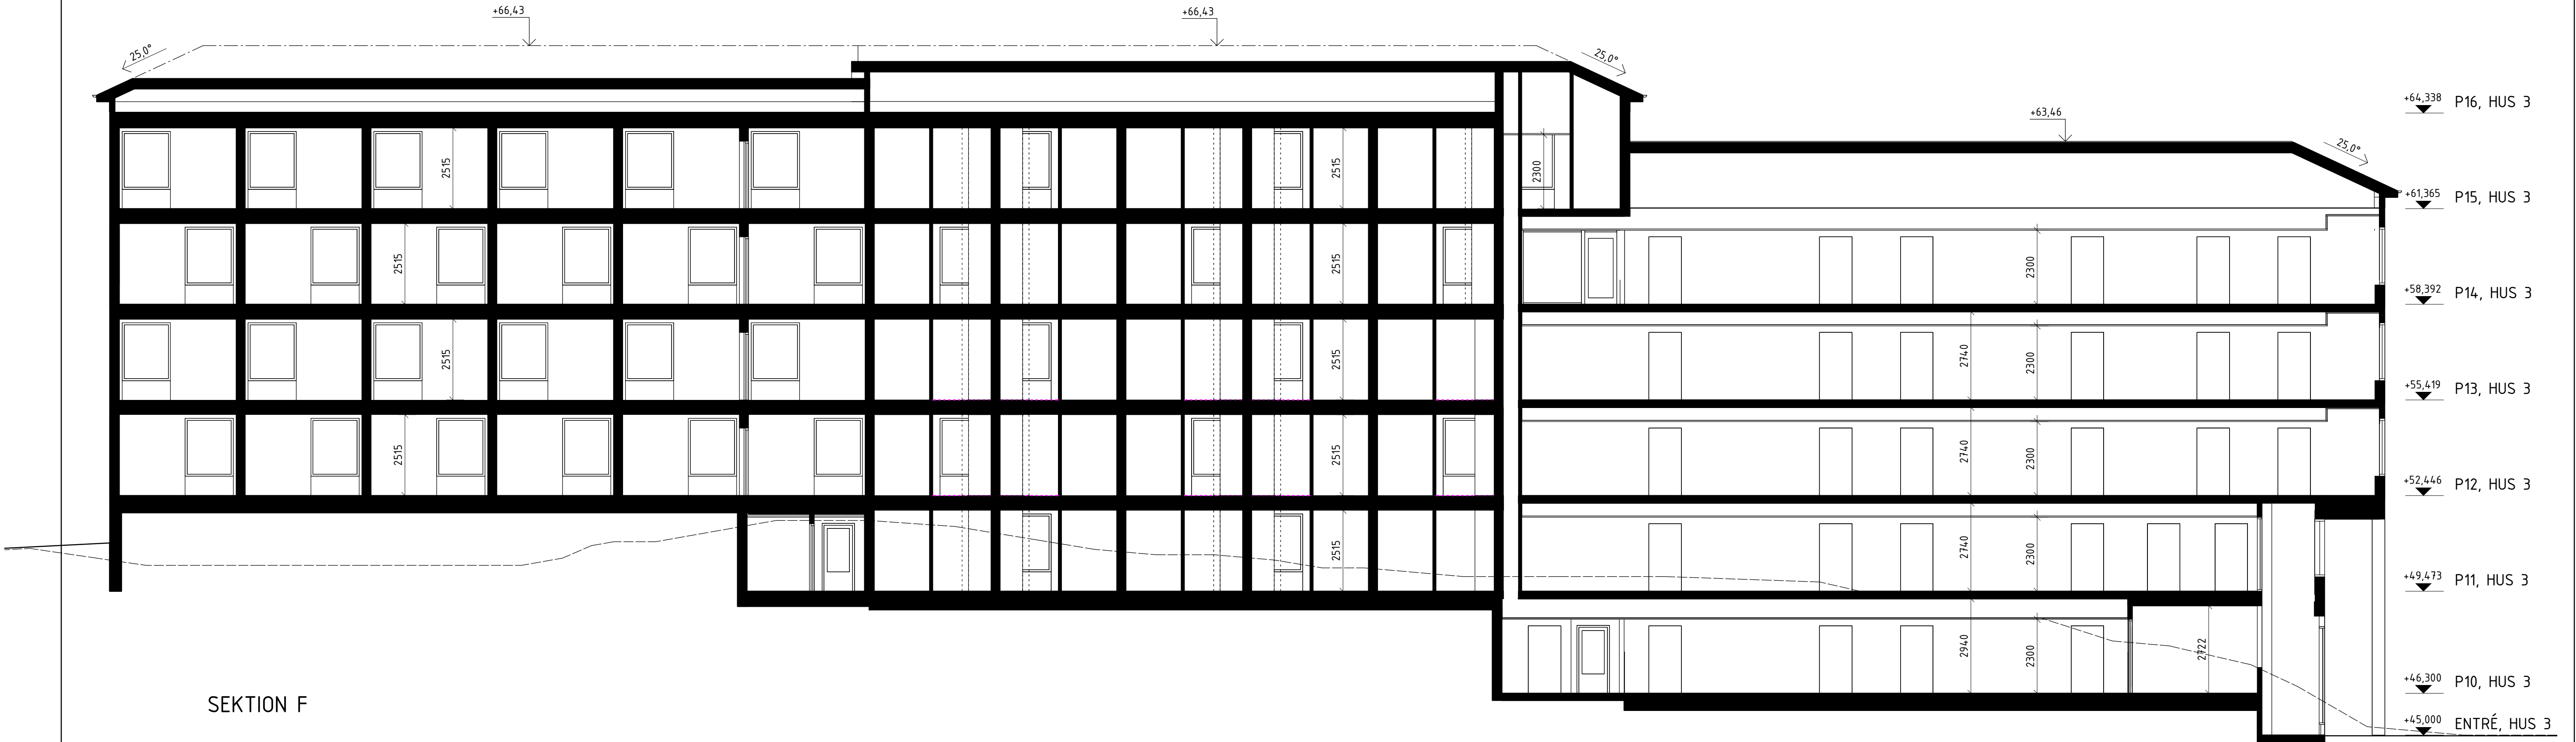 +66,43
+66,43
25,0°
25,0°
+64,338 P16, HUS 3
+63,46
25,0°
2515
2515
2300
+61,365 P15, HUS 3
2515
2515
2300
+58,392 P14, HUS 3
2515
2515
2740
2300
+55,419 P13, HUS 3
2515
2515
2740
2300
+52,446 P12, HUS 3
2515
2740
2300
+49,473 P11, HUS 3
2940
2300
2722
+46,300 P10, HUS 3
SEKTION F
+45,000 ENTRÉ, HUS 3